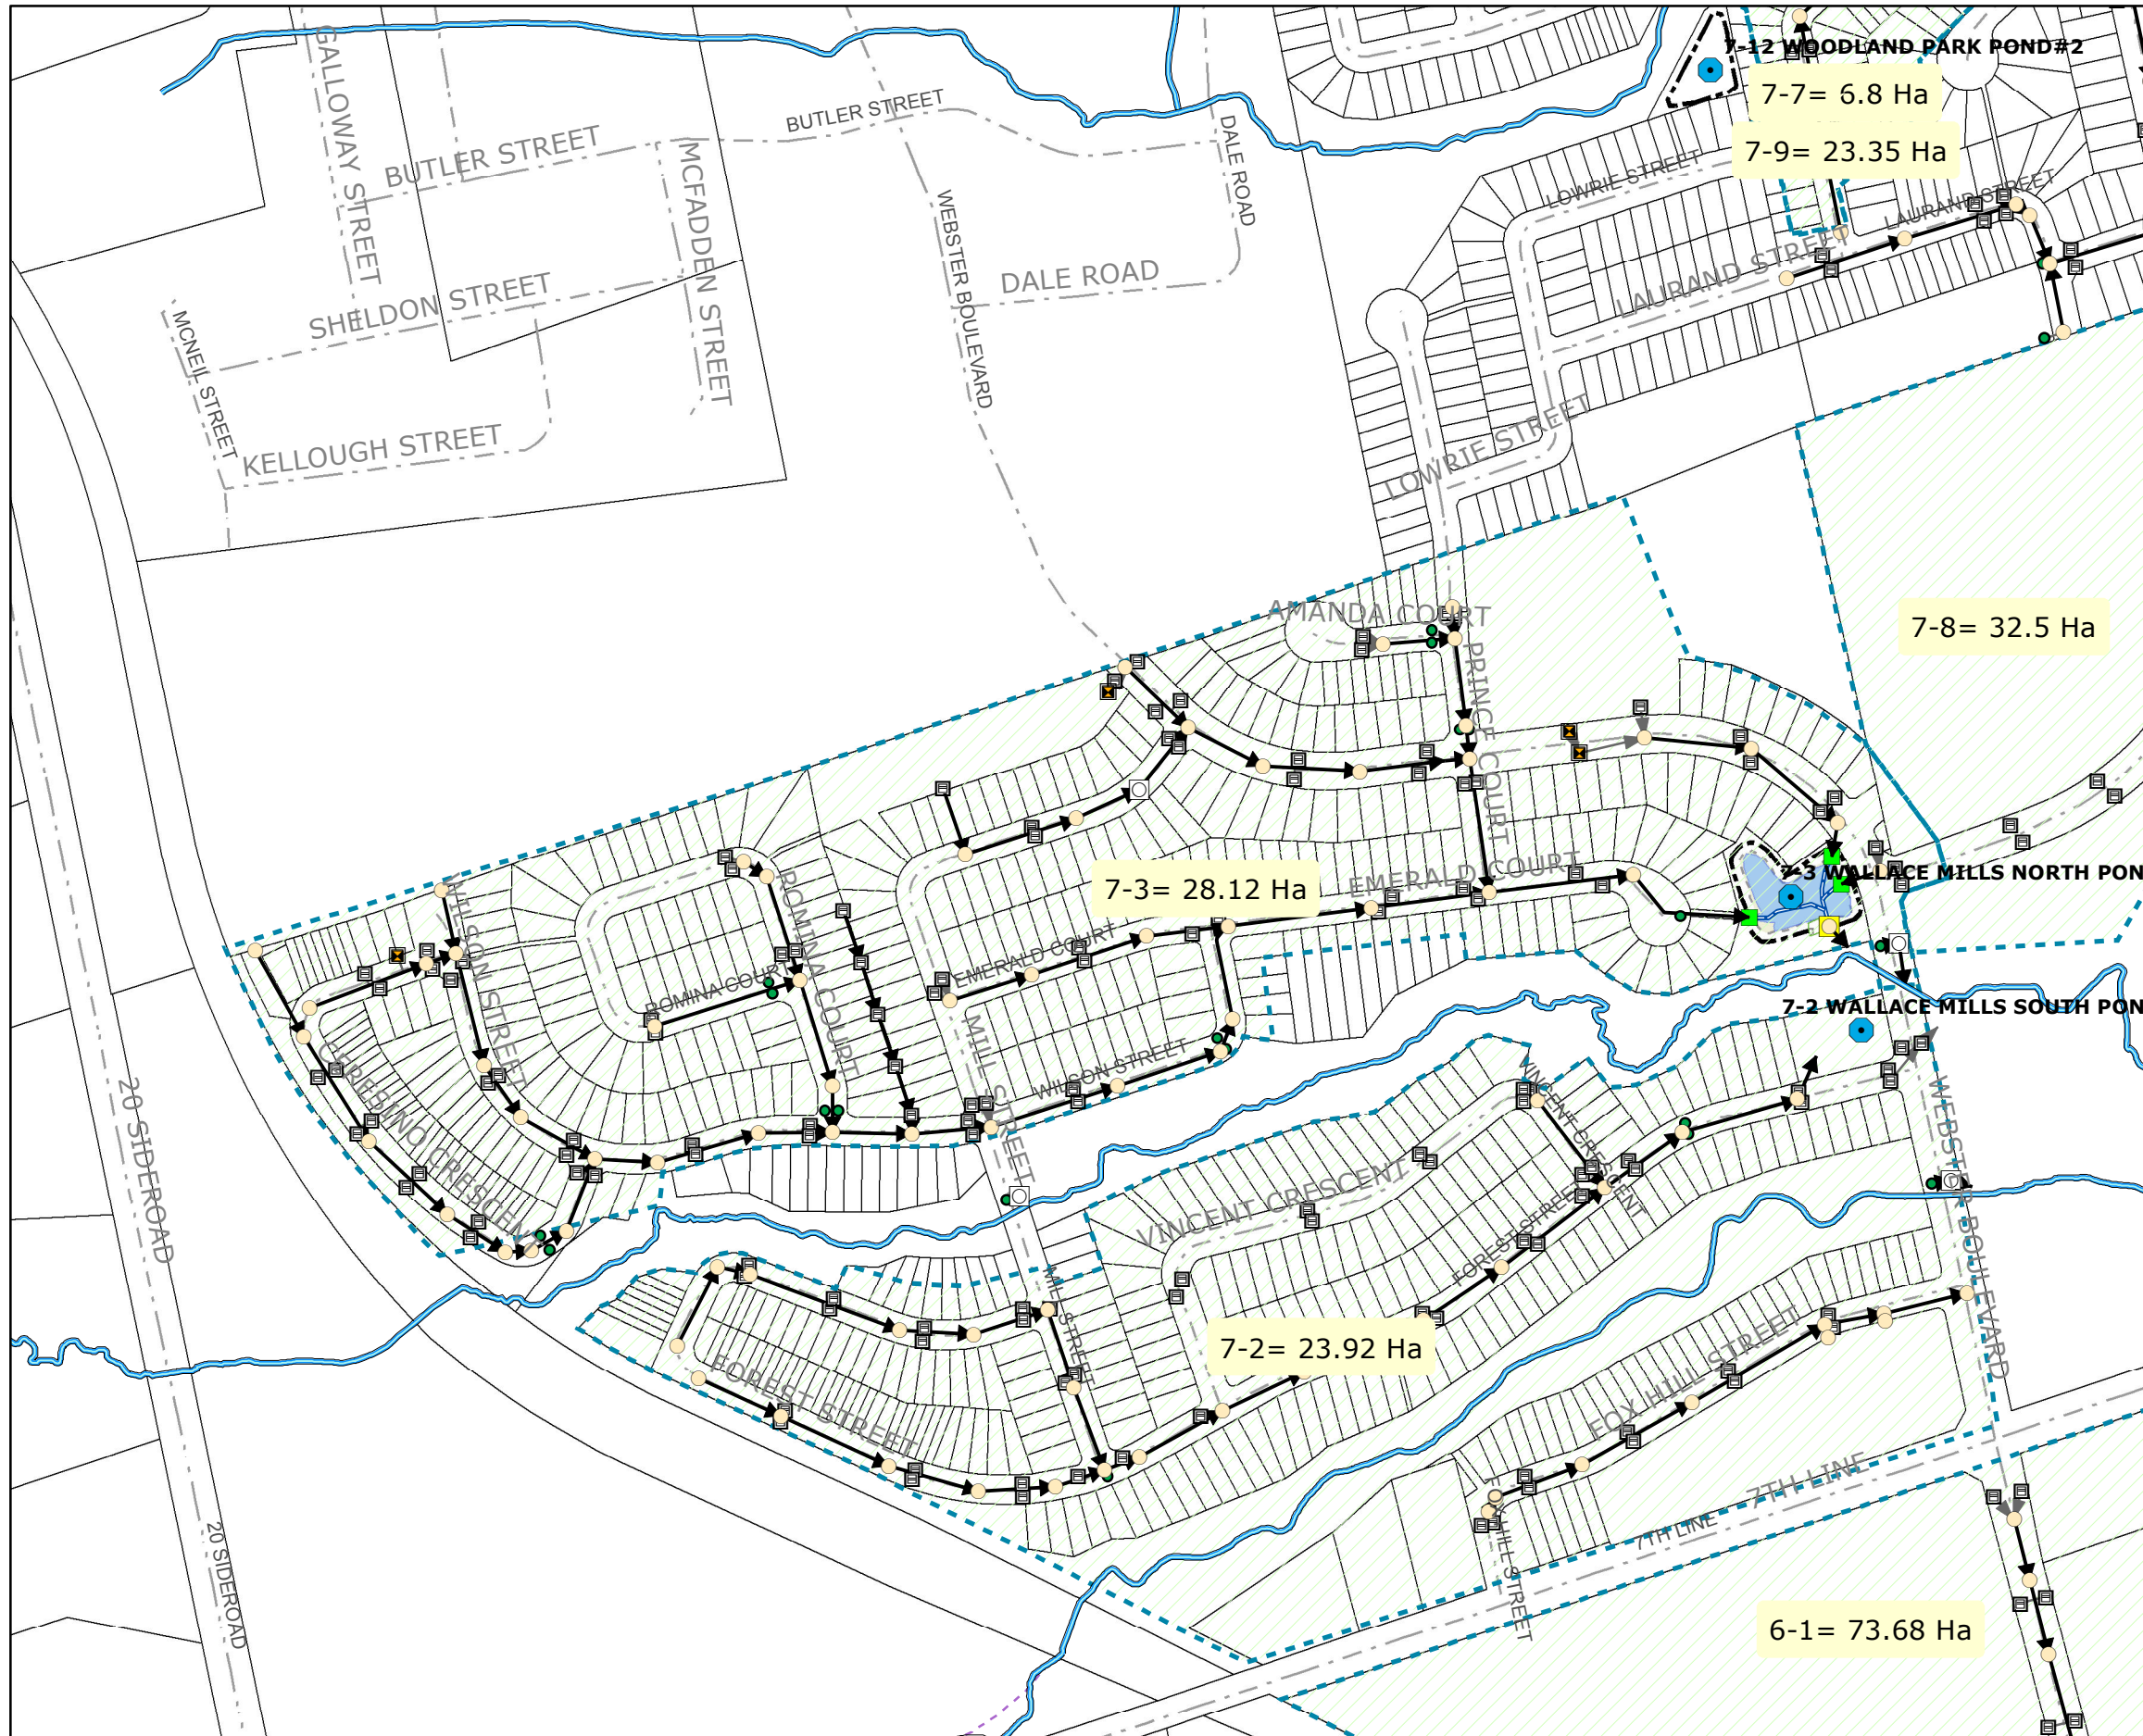 7-12 WOODLAND PARK POND#2
7-7= 6.8 Ha
7-9= 23.35 Ha
GALLOWAY STREET
BUTLER STREET
BUTLER STREET
MCFADDEN STREET
WEBSTER BOULEVARD
DALE ROAD
DALE ROAD
LOWRIE STREET
LAURAND STREET
LAURAND STREET
SHELDON STREET
MCNEIL STREET
KELLOUGH STREET
LOWRIE STREET
7-8= 32.5 Ha
AMANDA COURT
PRINCE COURT
7-3= 28.12 Ha
EMERALD COURT
7-3 WALLACE MILLS NORTH PON
WILSON STREET
ROMINA COURT
ROMINA COURT
EMERALD COURT
7-2 WALLACE MILLS SOUTH PON
CRESINO CRESCENT
MILL STREET
WILSON STREET
VINCENT CRESCENT
20 SIDEROAD
VINCENT CRESCENT
WEBSTER BOULEVARD
FORESTSTREET
MILL STREET
7-2= 23.92 Ha
FOREST STREET
FOX HILL STREET
7TH LINE
7TH LINE
FOX HILL STREET
20 SIDEROAD
6-1= 73.68 Ha